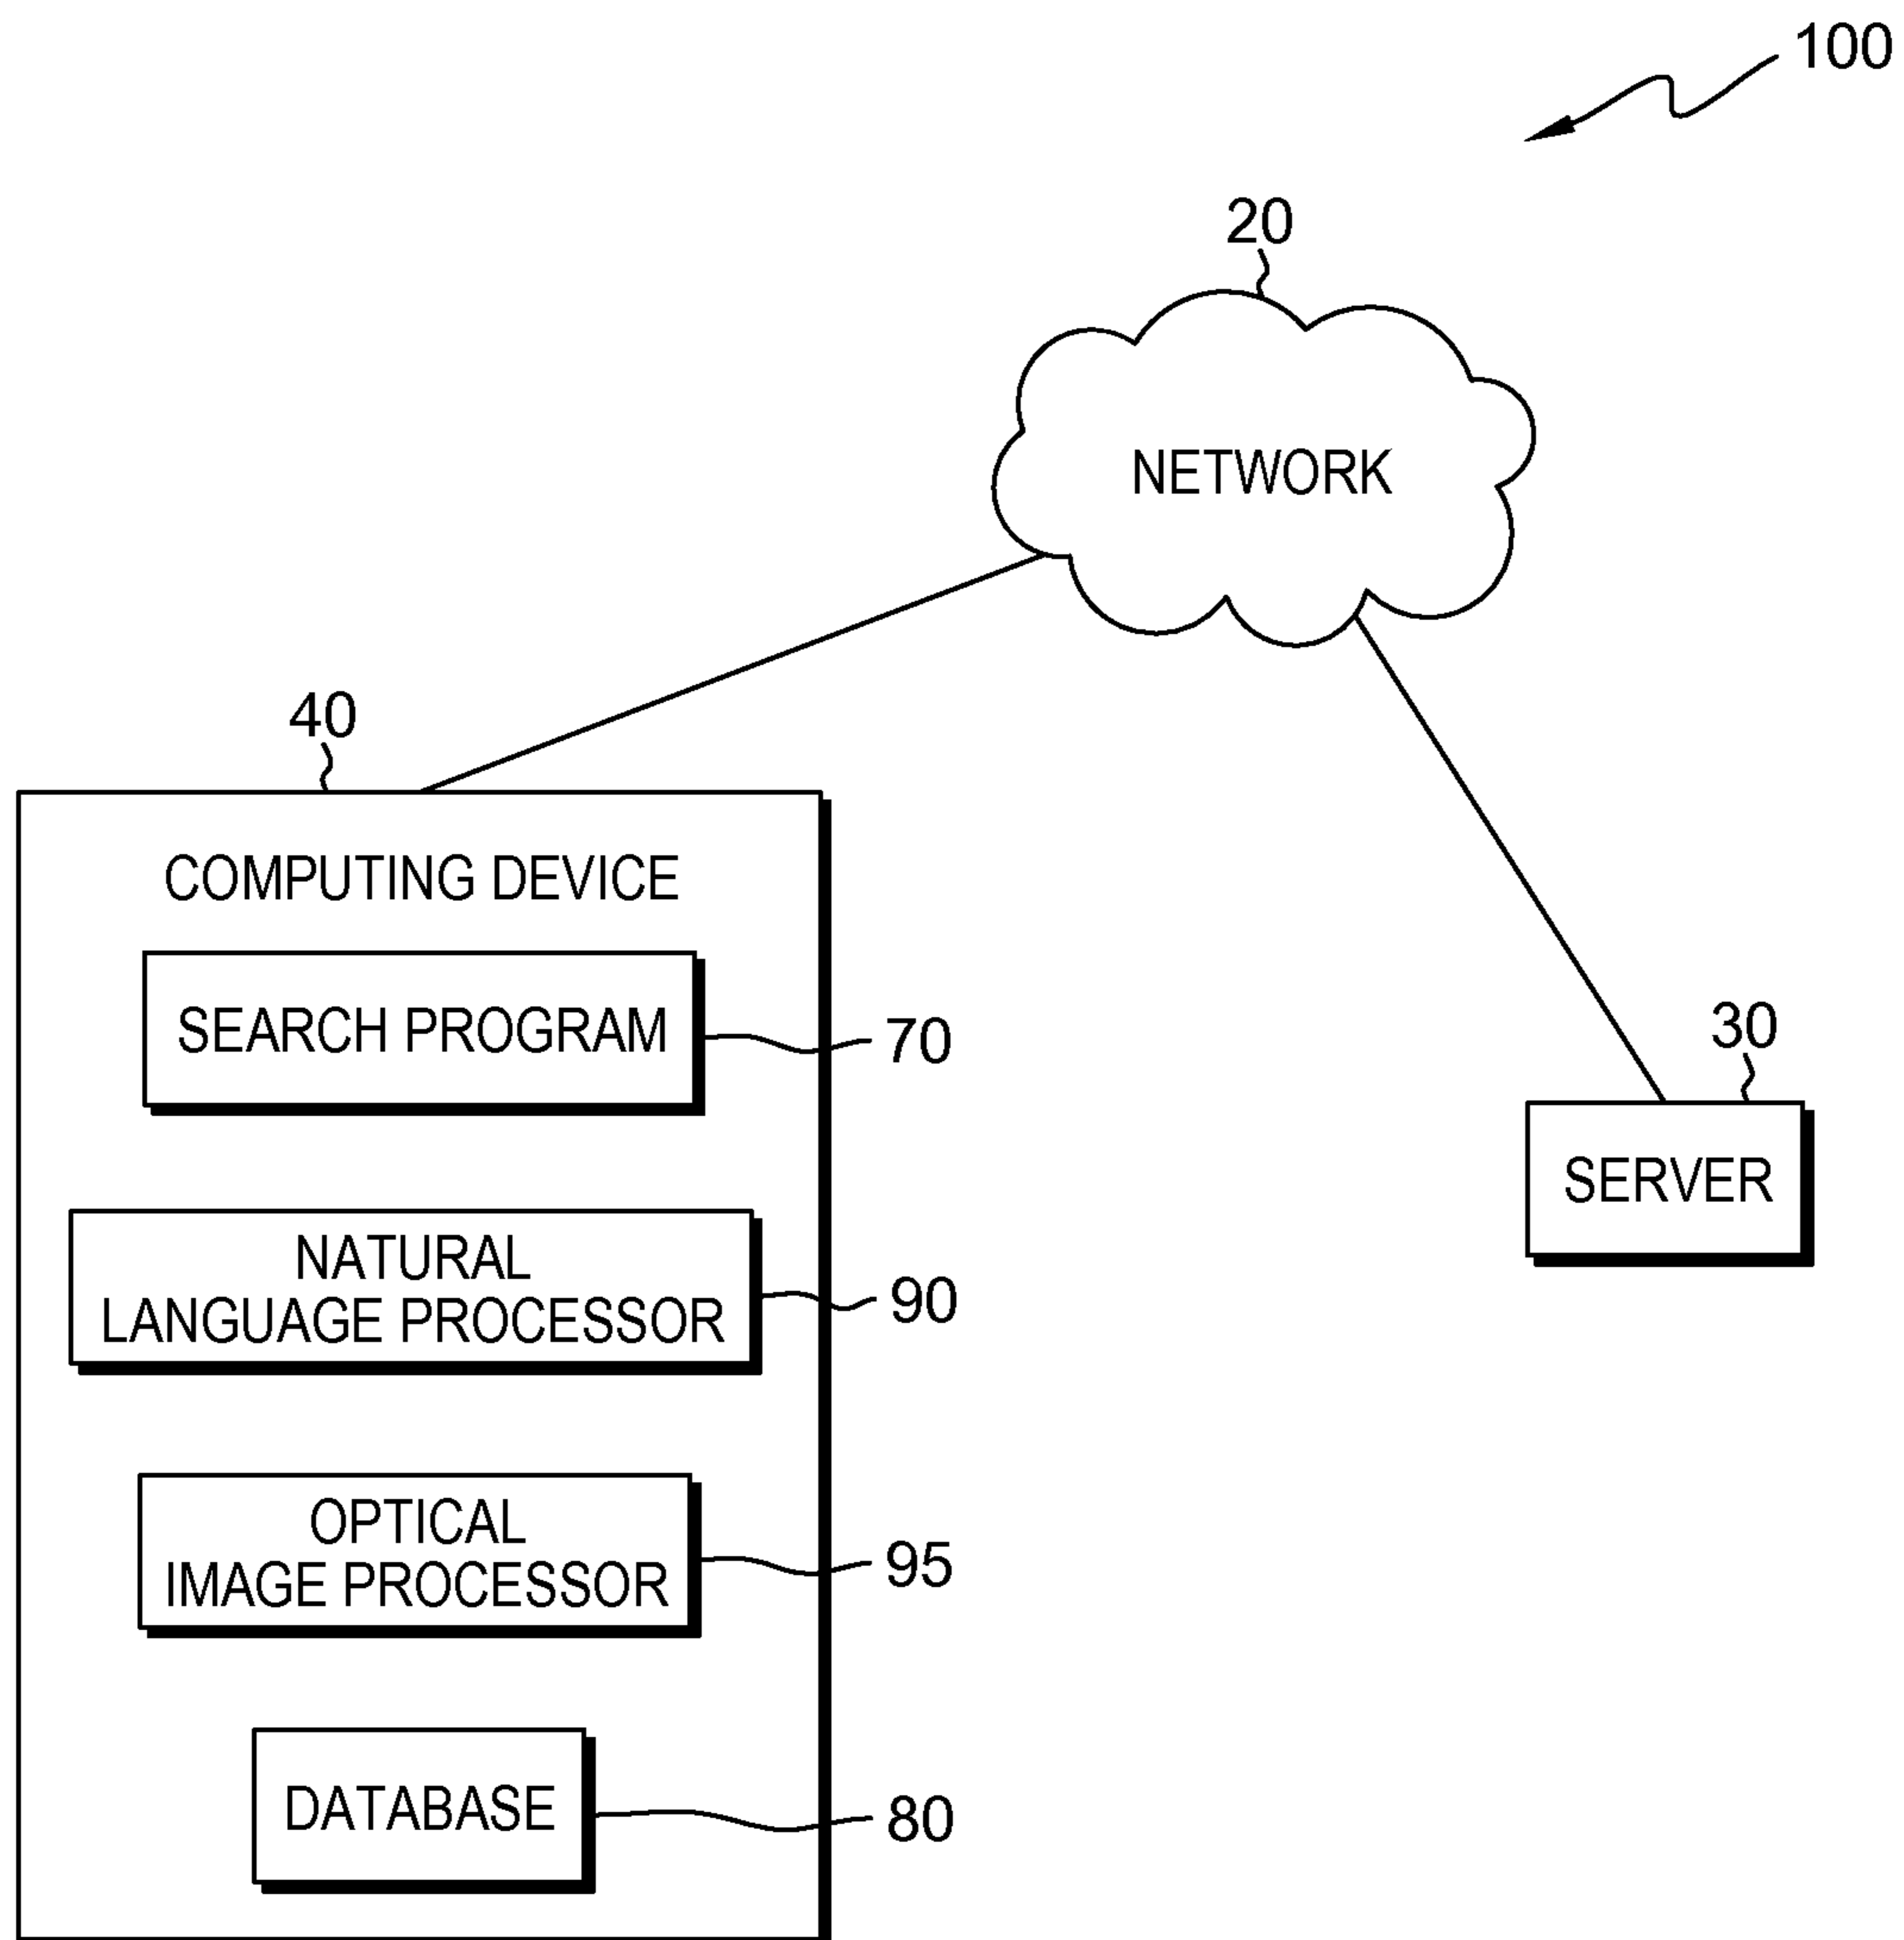 100
20
NETWORK
40
COMPUTING DEVICE
SEARCH PROGRAM
70
30
SERVER
NATURAL
LANGUAGE PROCESSOR
90
OPTICAL
IMAGE PROCESSOR
95
DATABASE
80